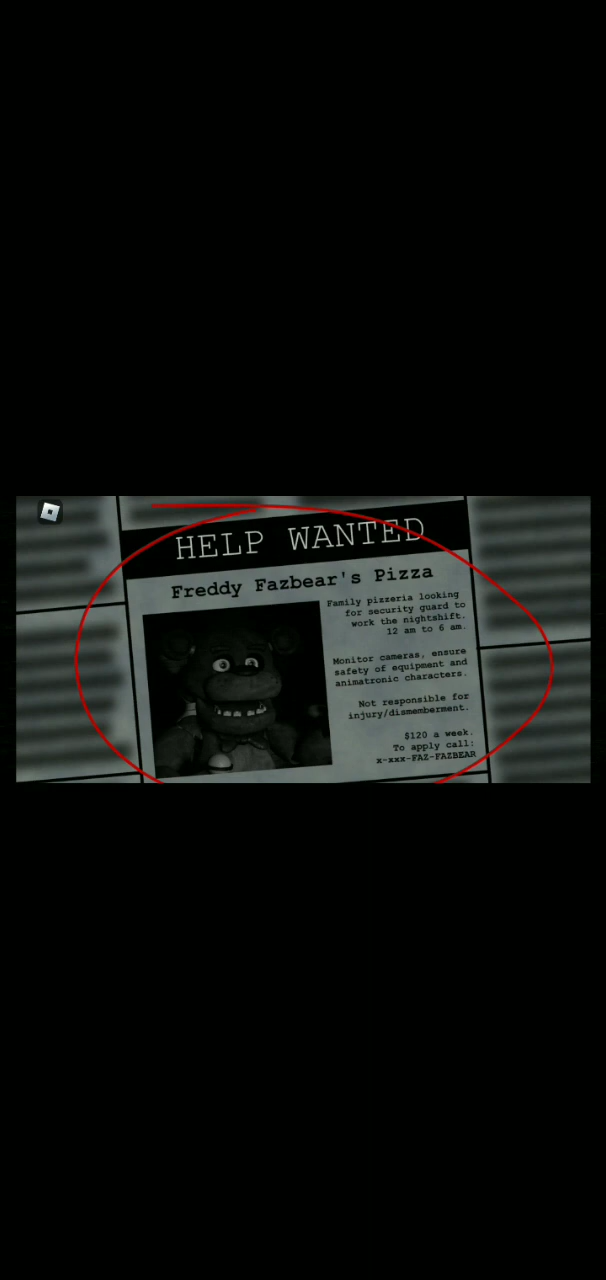 HELP WANTED
Freddy Fazbear's Pizza
Family pizzeria looking
for security guard to
work the nightshift.
12 am to 6 am.
Monitor cameras, ensure
safety of equipment and
animatronic characters.
Not responsible for
injury/dismemberment.
$120 a week.
To apply call:
x-xxx-FAZ-FAZBEAR